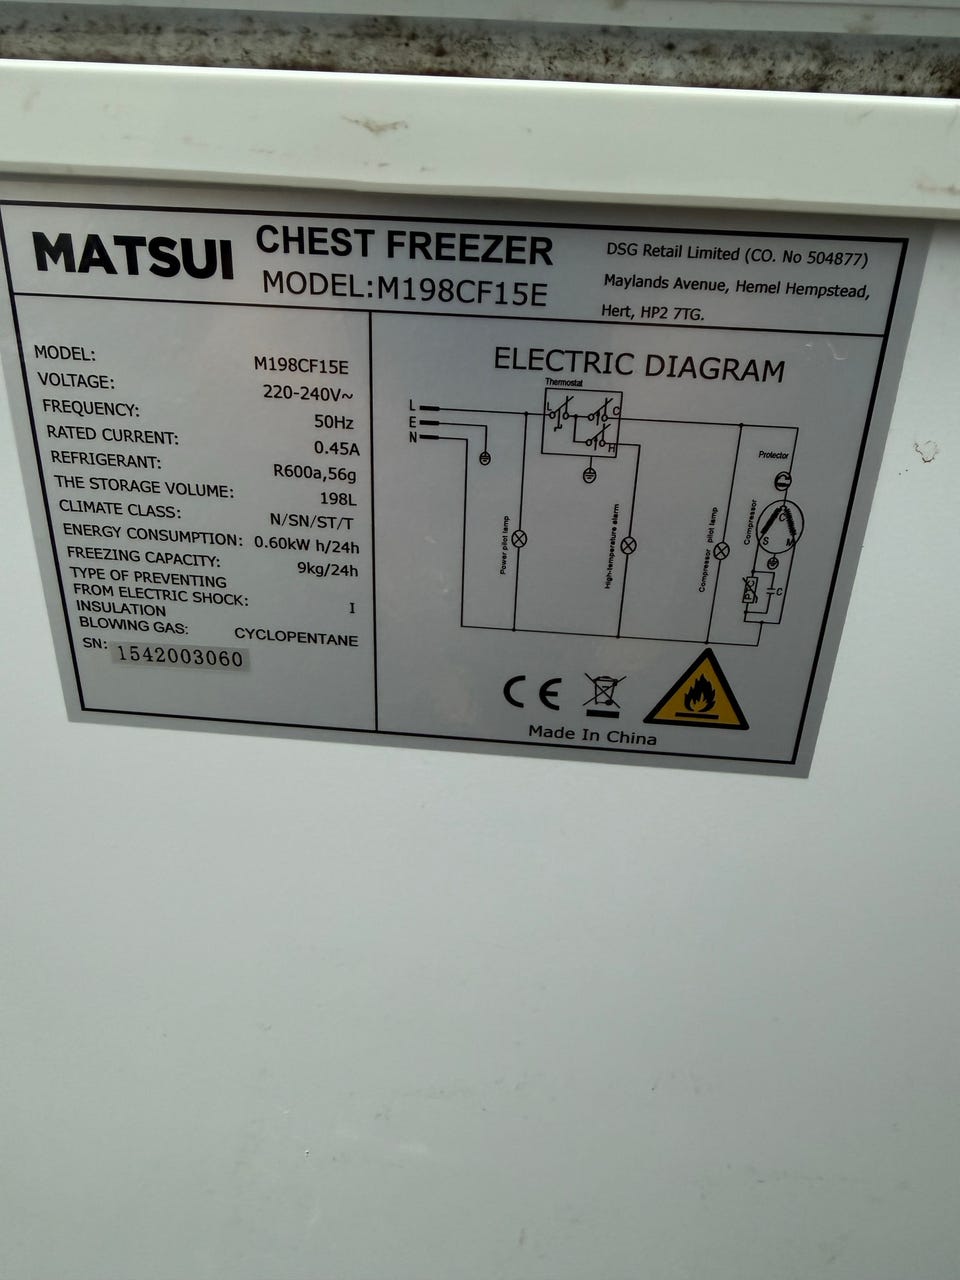 MATSUI
CHEST FREEZER
MODEL:M198CF15E
DSG Retail Limited (CO. No 504877)
Maylands Avenue, Hemel Hempstead,
Hert, HP2 7TG.
MODEL: M198CF15E
VOLTAGE: 220-240V~
FREQUENCY: 50Hz
RATED CURRENT: 0.45A
REFRIGERANT: R600a,56g
THE STORAGE VOLUME: 198L
CLIMATE CLASS: N/SN/ST/T
ENERGY CONSUMPTION: 0.60kW h/24h
FREEZING CAPACITY: 9kg/24h
TYPE OF PREVENTING
FROM ELECTRIC SHOCK: I
INSULATION
BLOWING GAS: CYCLOPENTANE
SN: 1542003060
ELECTRIC DIAGRAM
Thermostat
L
E
N
L
C
H
Power pilot lamp
High-temperature alarm
Compressor pilot lamp
Protector
Compressor
C
S M
PTC
C
CE
Made In China